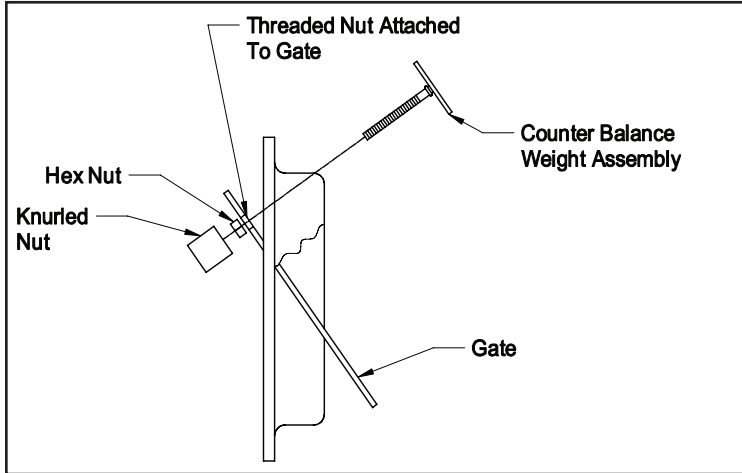 Threaded Nut Attached
To Gate
Counter Balance
Weight Assembly
Hex Nut
Knurled
Nut
Gate